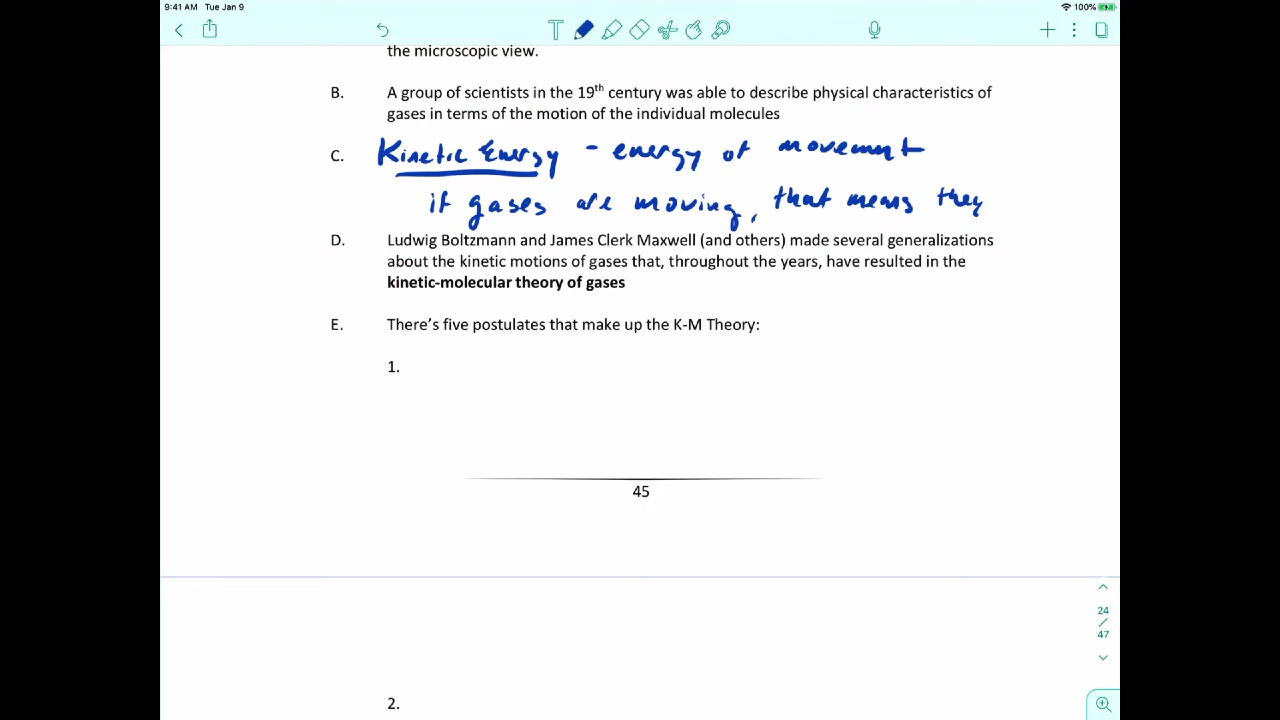 9:41 AM Tue Jan 9
100%
the microscopic view.
B. A group of scientists in the 19th century was able to describe physical characteristics of
gases in terms of the motion of the individual molecules
C. Kinetic Energy - energy of movement
if gases are moving, that means they
D. Ludwig Boltzmann and James Clerk Maxwell (and others) made several generalizations
about the kinetic motions of gases that, throughout the years, have resulted in the
kinetic-molecular theory of gases
E. There's five postulates that make up the K-M Theory:
1.
45
24
/
47
2.